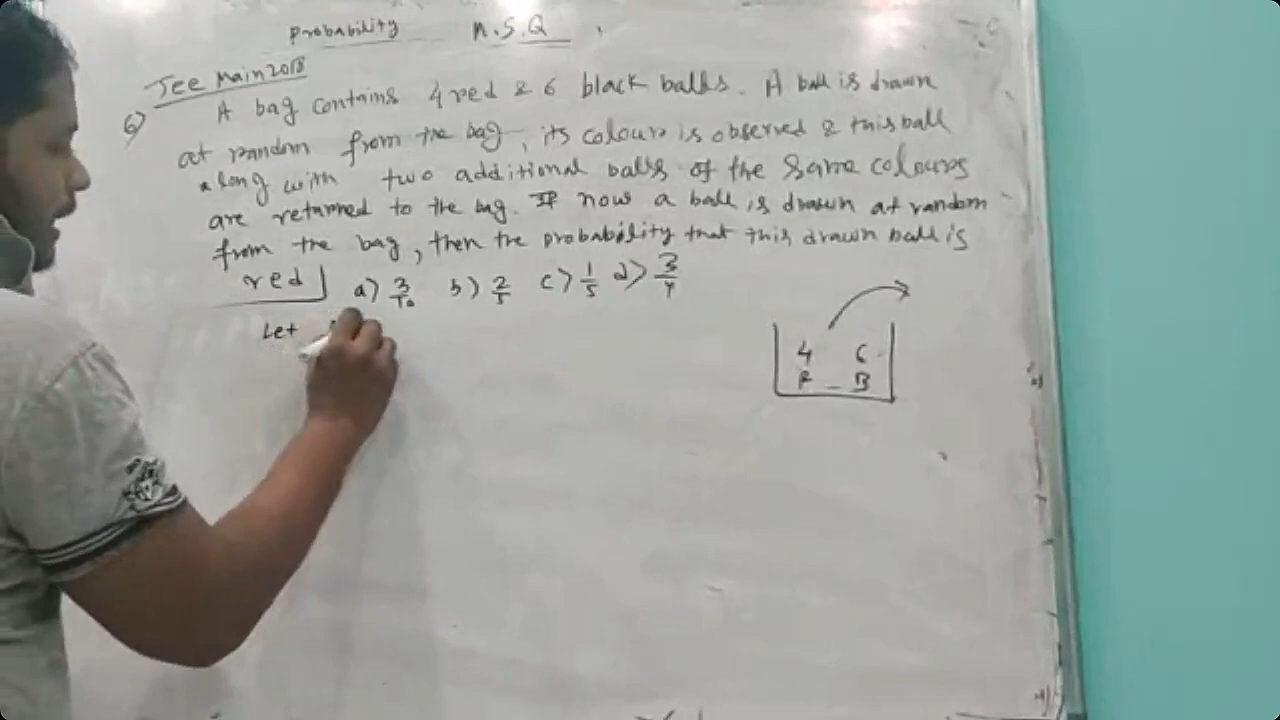 Probability M.S.Q
Jee Main 2018
6) A bag contains 4 red & 6 black balls. A ball is drawn
at random from the bag, its colour is observed & this ball
along with two additional balls of the same colours
are returned to the bag. If now a ball is drawn at random
from the bag, then the probability that this drawn ball is
red] a) 3/10 b) 2/5 c) 1/5 d) 3/4
Let
4 6
R B